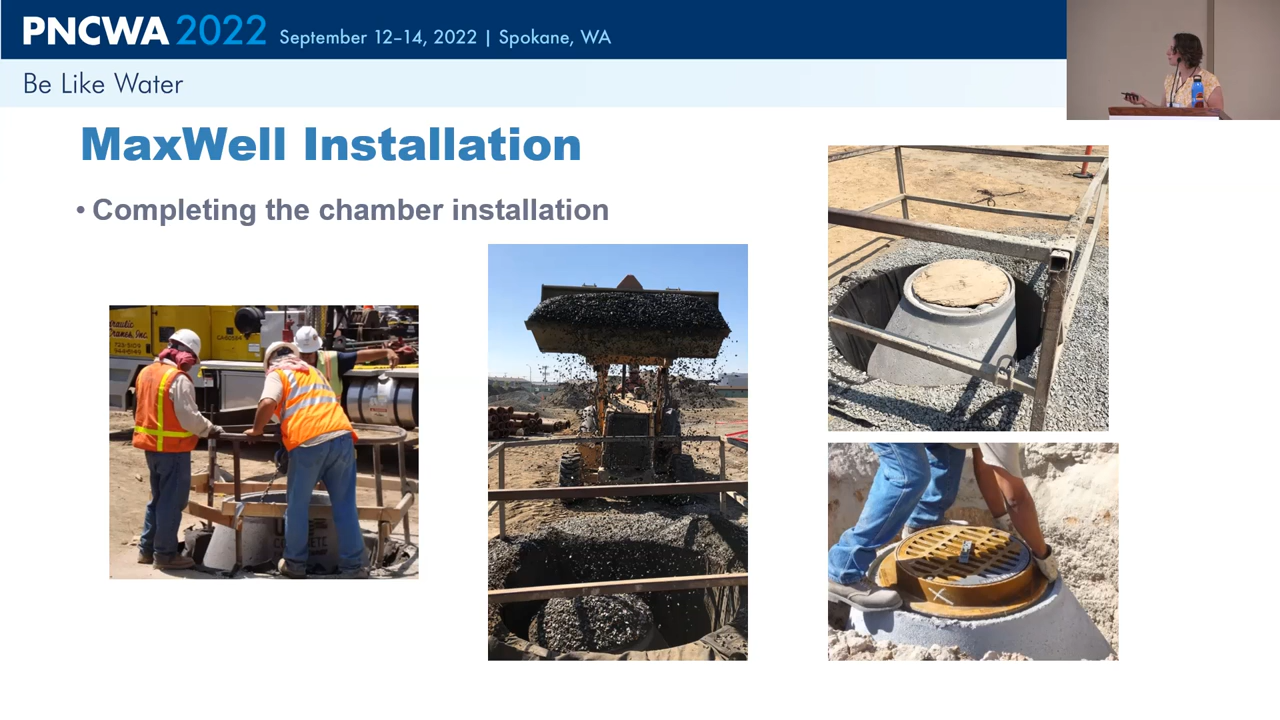 PNCWA 2022 September 12–14, 2022 | Spokane, WA
Be Like Water
MaxWell Installation
• Completing the chamber installation